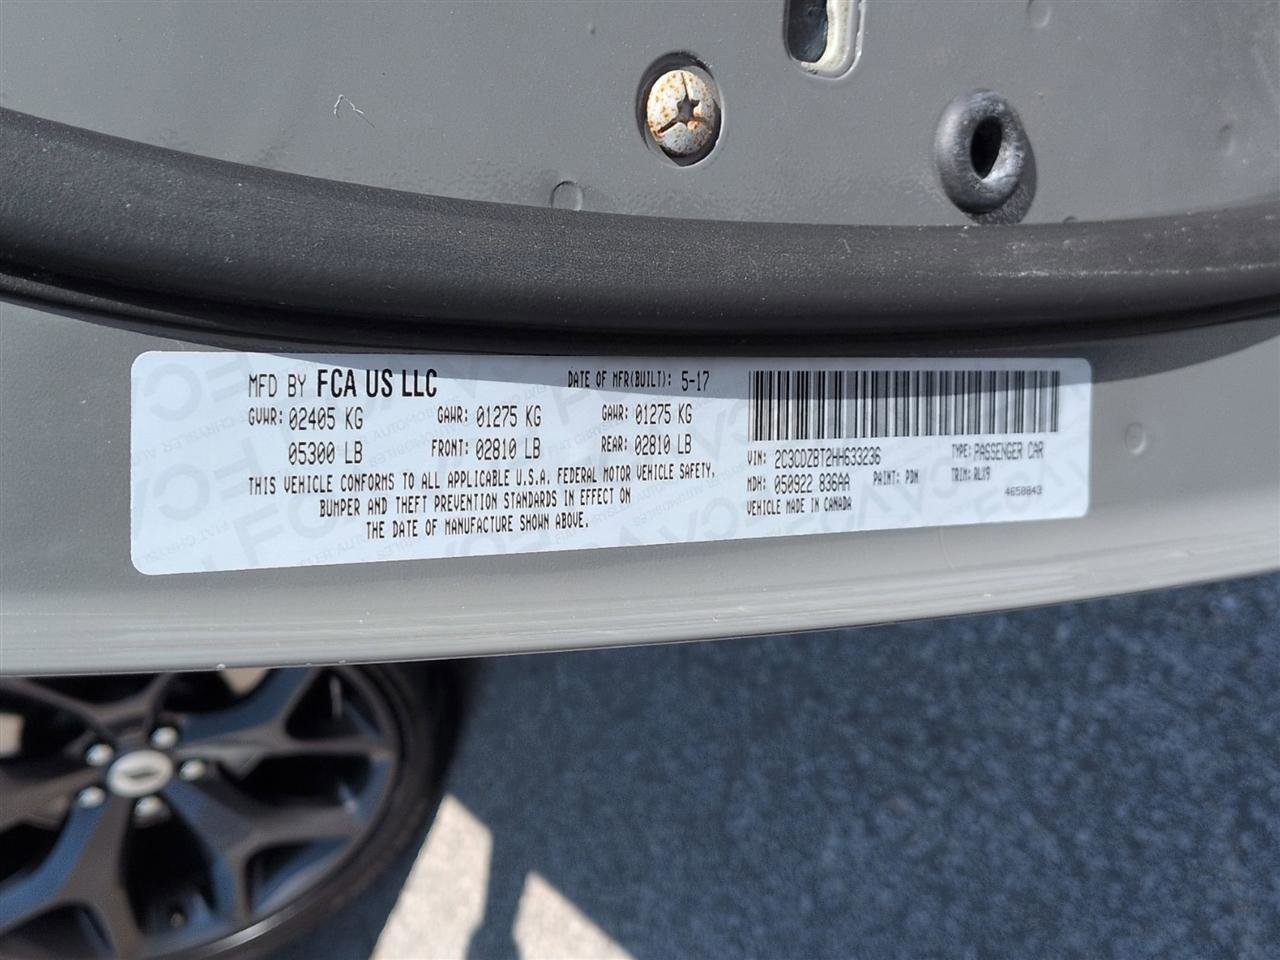 MFD BY FCA US LLC DATE OF MFR(BUILT): 5-17
GVWR: 02405 KG GAWR: 01275 KG GAWR: 01275 KG
05300 LB FRONT: 02810 LB REAR: 02810 LB
THIS VEHICLE CONFORMS TO ALL APPLICABLE U.S.A. FEDERAL MOTOR VEHICLE SAFETY,
BUMPER AND THEFT PREVENTION STANDARDS IN EFFECT ON
THE DATE OF MANUFACTURE SHOWN ABOVE.
VIN: 2C3CDZBT2HH633236 TYPE: PASSENGER CAR
MDH: 050922 836AA PAINT: PDN TRIM: RLX9
VEHICLE MADE IN CANADA 4650843